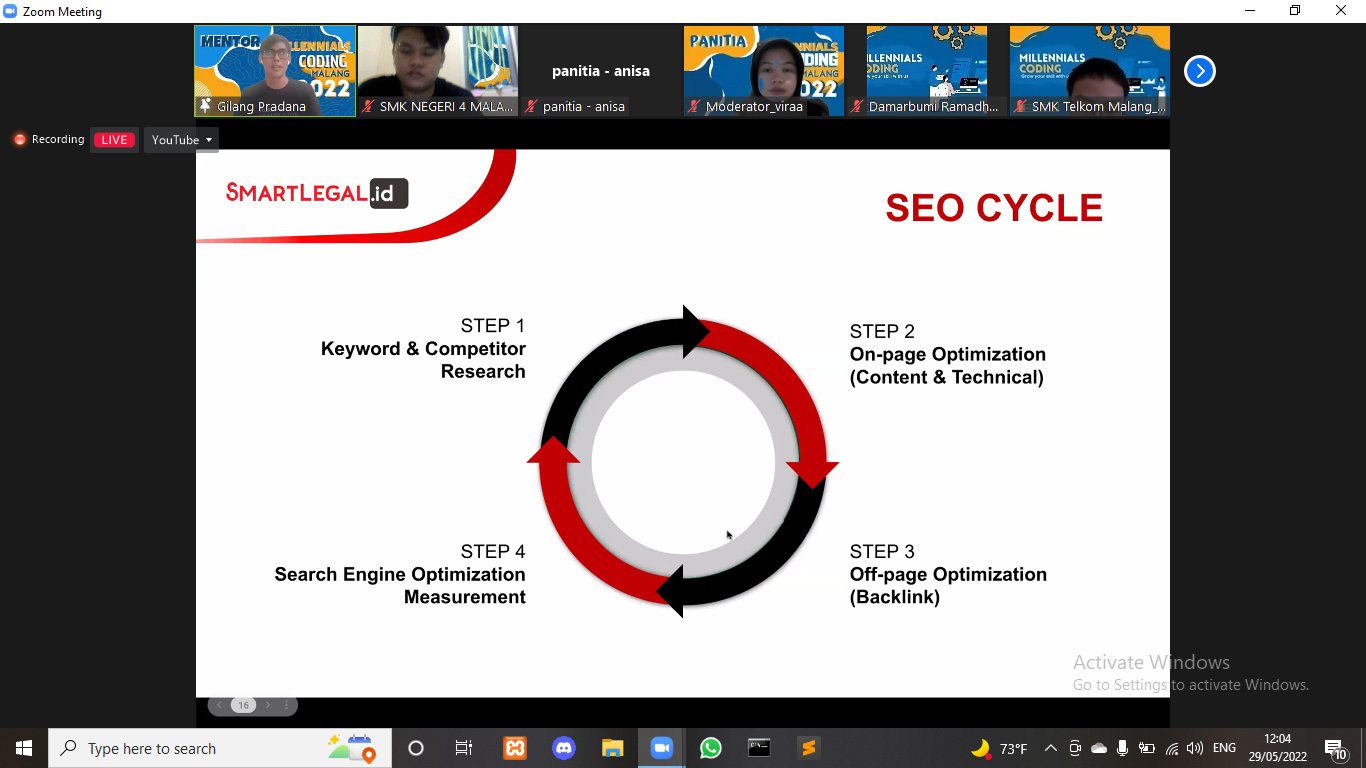 Zoom Meeting
MENTOR
MILLENNIALS
CODING
MALANG
2022
Gilang Pradana
SMK NEGERI 4 MALA...
panitia - anisa
panitia - anisa
PANITIA
CODING
MALANG
2022
Moderator_viraa
MILLENNIALS
CODING
Damarbumi Ramadh...
MILLENNIALS
CODING
Grow your skill with
SMK Telkom Malang_...
Recording
LIVE
YouTube
SMARTLEGAL.id
SEO CYCLE
STEP 1
Keyword & Competitor
Research
STEP 2
On-page Optimization
(Content & Technical)
STEP 4
Search Engine Optimization
Measurement
STEP 3
Off-page Optimization
(Backlink)
Activate Windows
Go to Settings to activate Windows.
16
Type here to search
73°F
ENG
12:04
29/05/2022
10